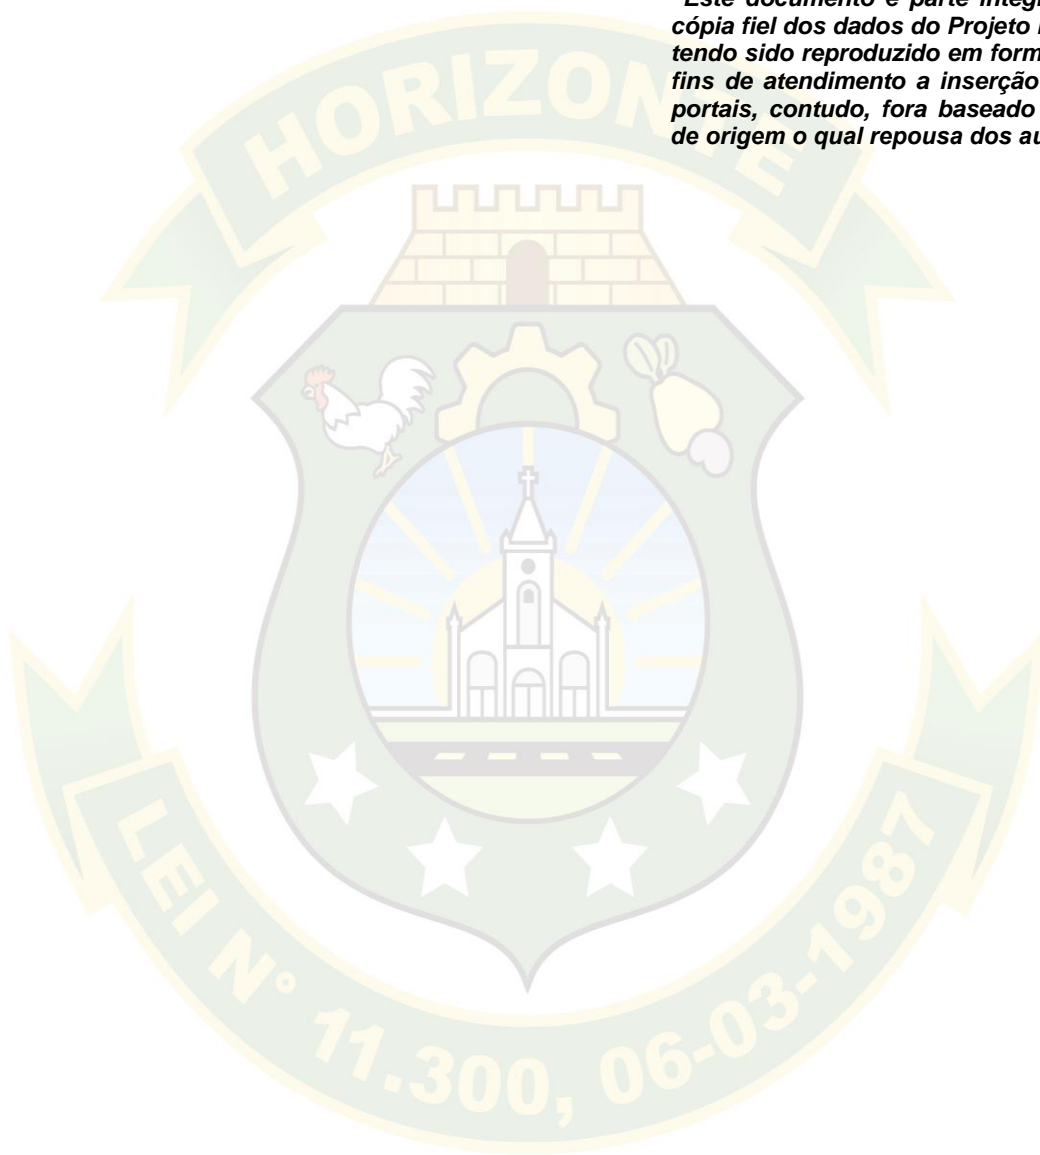 Este documento é parte
cópia fiel dos dados do Projeto
tendo sido reproduzido em
fins de atendimento a inserção
portais, contudo, fora baseado
de origem o qual repousa dos
HORIZONTE
LEI Nº 11.300, 06-03-1987